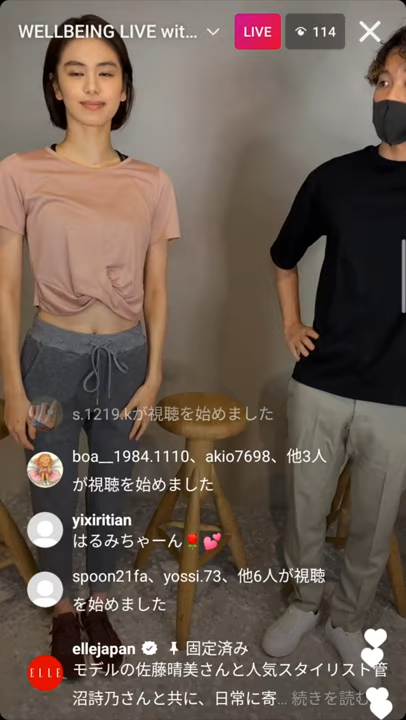 WELLBEING LIVE wit...
LIVE
114
s.1219.kが視聴を始めました
boa__1984.1110、akio7698、他3人
が視聴を始めました
yixiritian
はるみちゃーん🌹💕
spoon21fa、yossi.73、他6人が視聴
を始めました
ellejapan 固定済み
ELLE
モデルの佐藤晴美さんと人気スタイリスト菅
沼詩乃さんと共に、日常に寄... 続きを読む